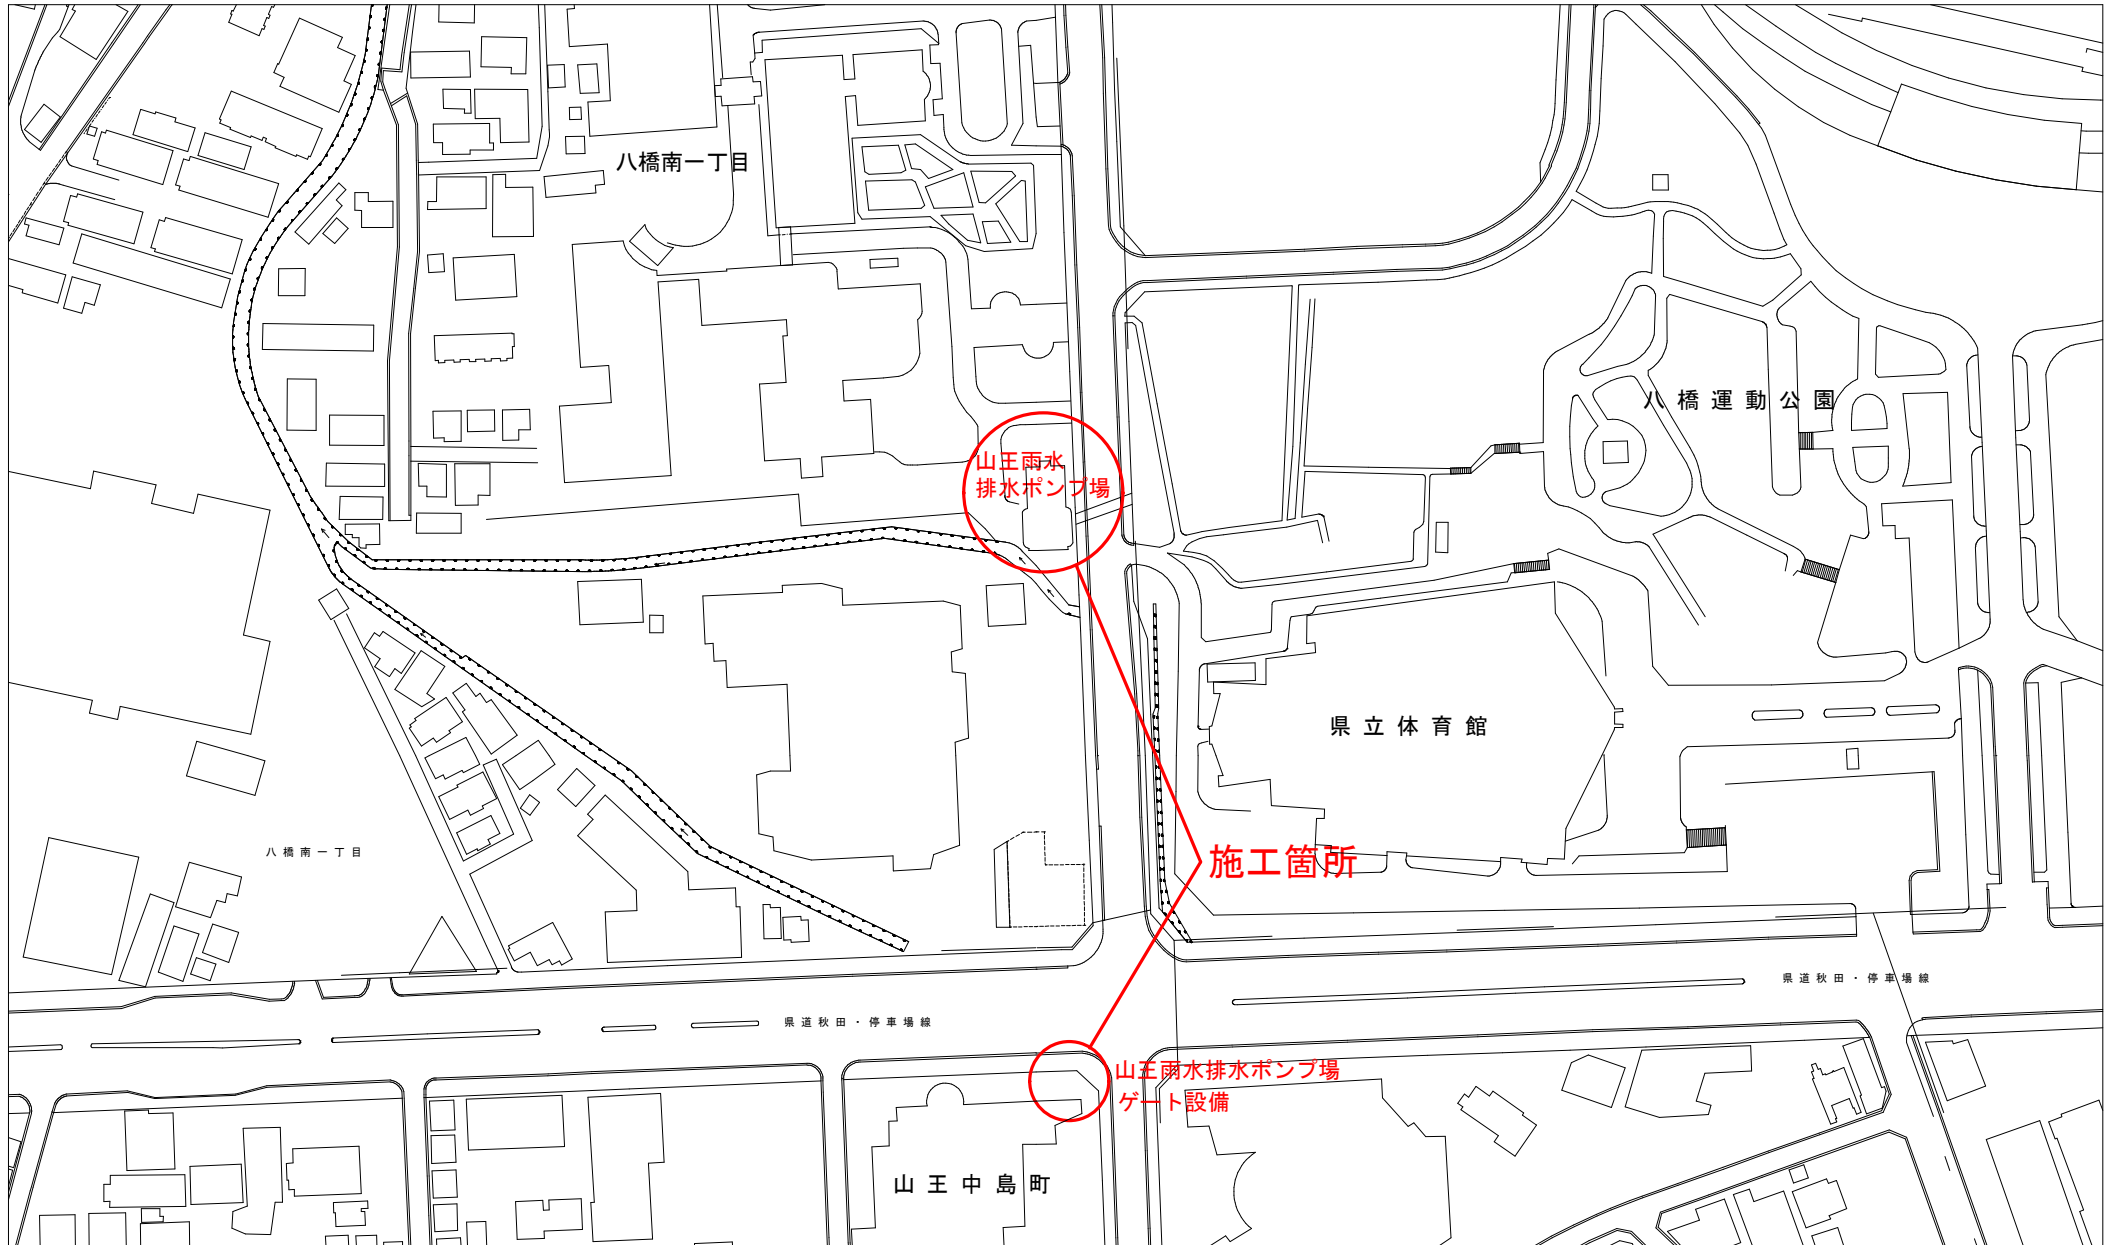 八橋南一丁目
八橋運動公園
山王雨水
排水ポンプ場
県立体育館
八橋南一丁目
施工箇所
県道秋田・停車場線
県道秋田・停車場線
山王雨水排水ポンプ場
ゲート設備
山王中島町